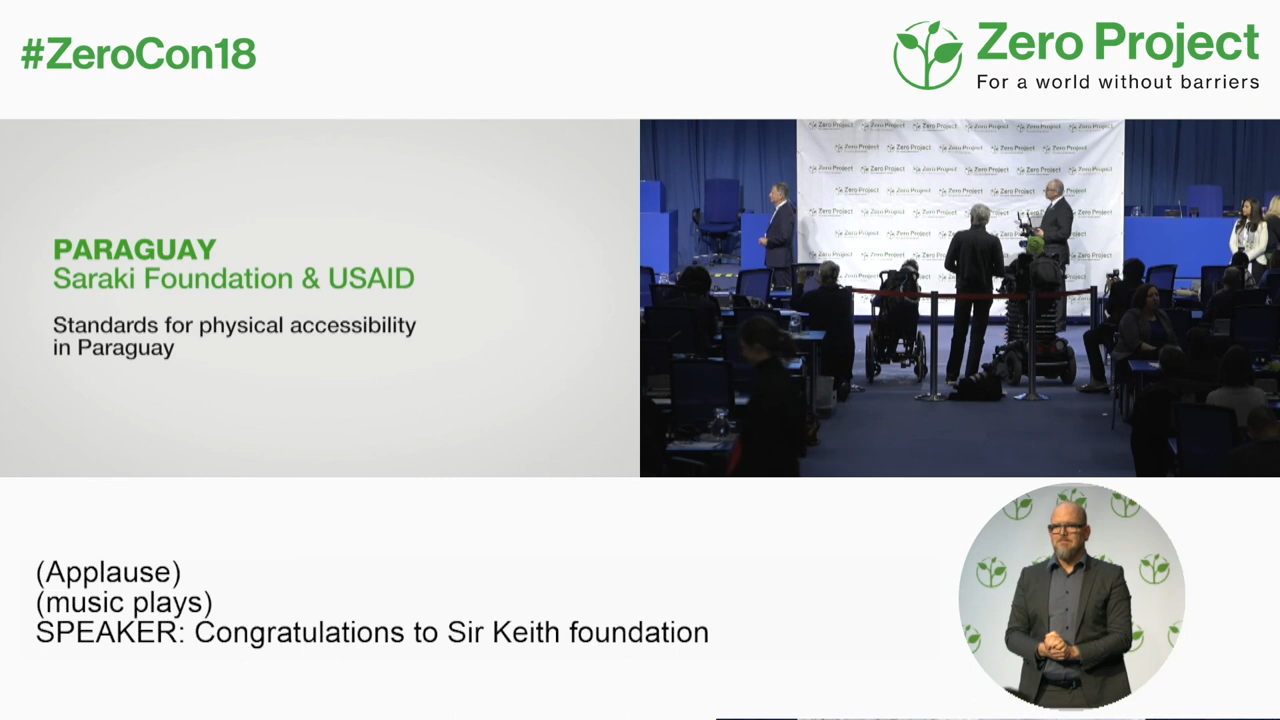 #ZeroCon18
Zero Project
For a world without barriers
PARAGUAY
Saraki Foundation & USAID
Standards for physical accessibility
in Paraguay
(Applause)
(music plays)
SPEAKER: Congratulations to Sir Keith foundation